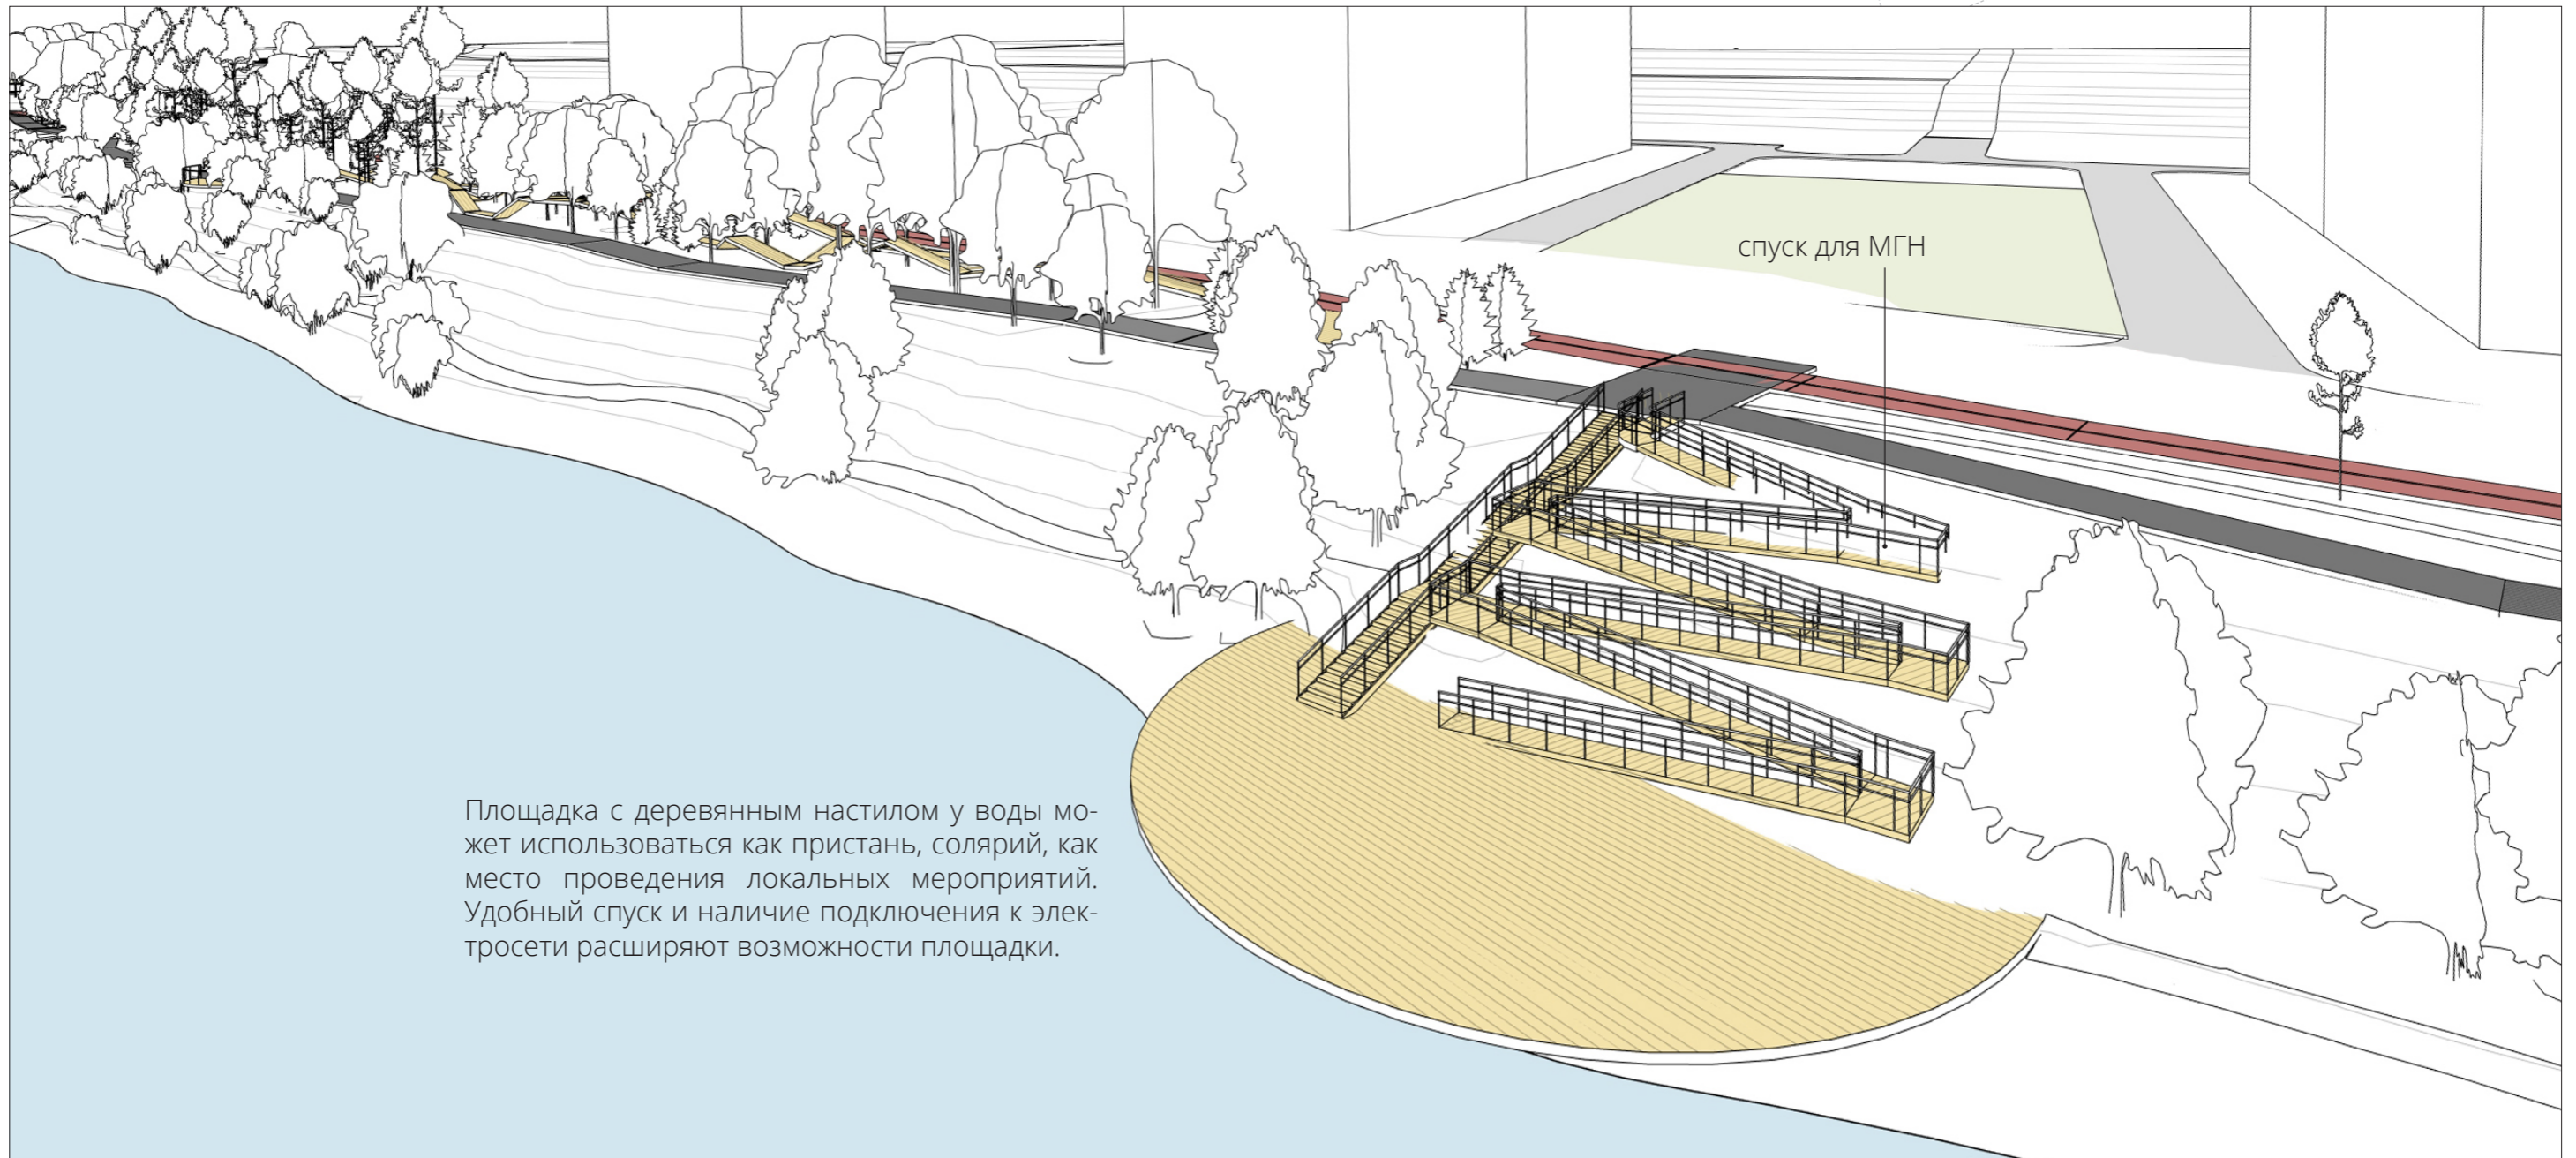 спуск для МГН
Площадка с деревянным настилом у воды мо-
жет использоваться как пристань, солярий, как
место проведения локальных мероприятий.
Удобный спуск и наличие подключения к элек-
тросети расширяют возможности площадки.